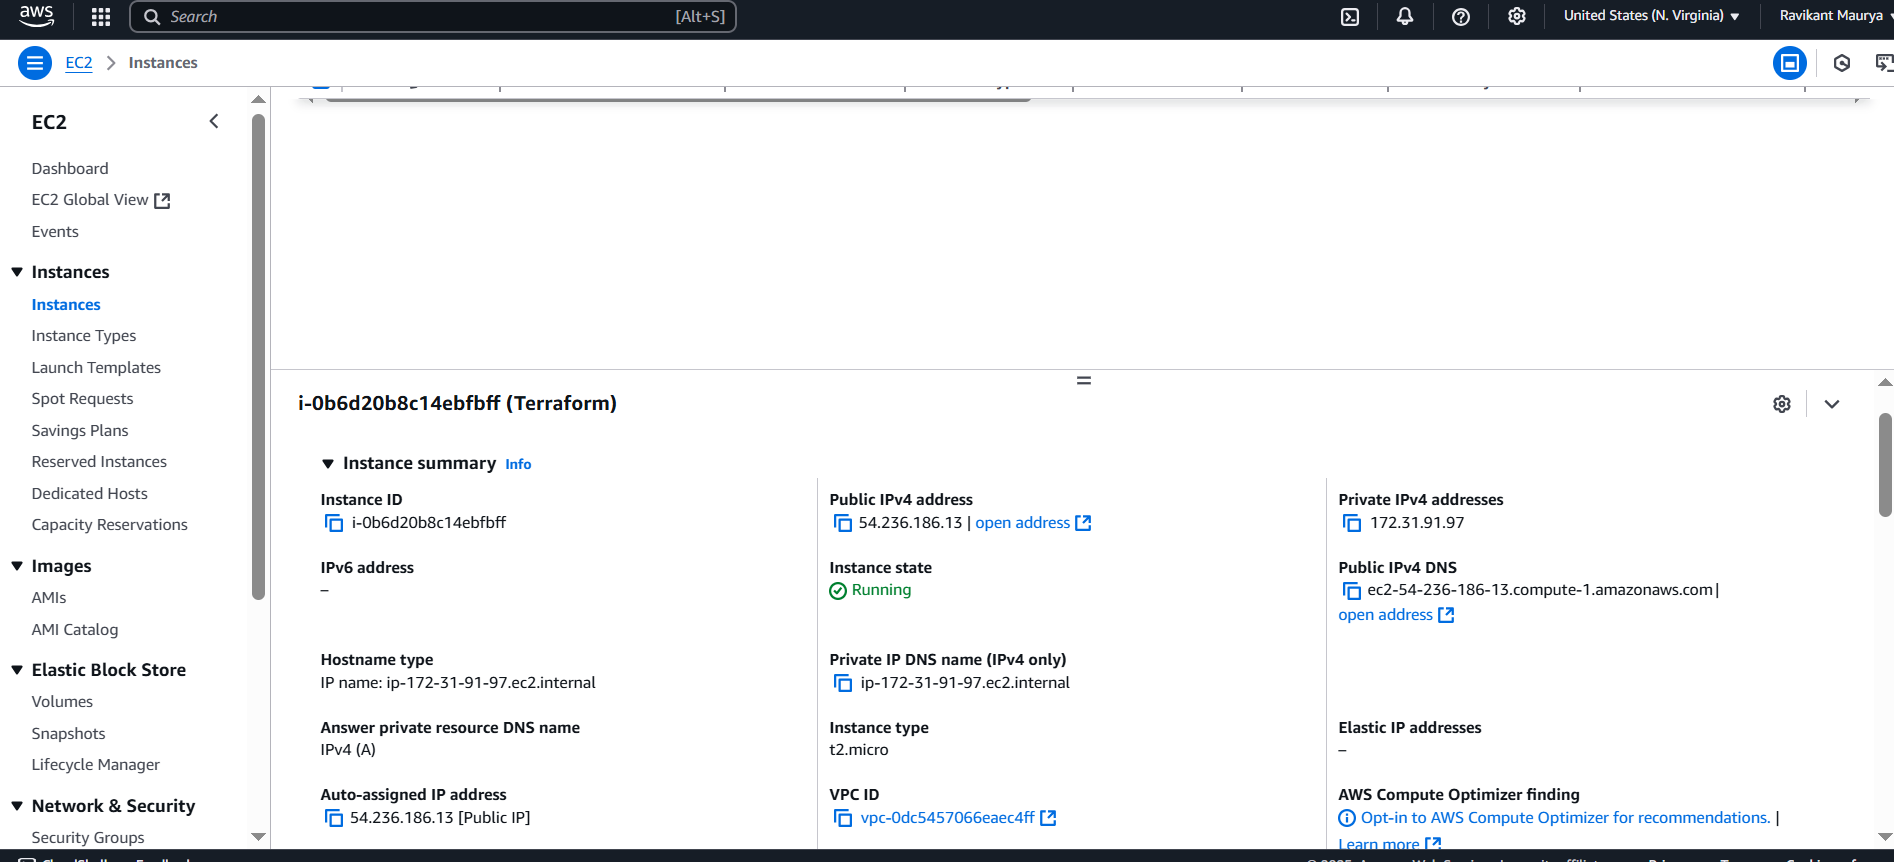 aws
Search [Alt+S]
United States (N. Virginia)
Ravikant Maurya
EC2
Instances
EC2
Dashboard
EC2 Global View
Events
Instances
Instances
Instance Types
Launch Templates
Spot Requests
Savings Plans
Reserved Instances
Dedicated Hosts
Capacity Reservations
Images
AMIs
AMI Catalog
Elastic Block Store
Volumes
Snapshots
Lifecycle Manager
Network & Security
Security Groups
i-0b6d20b8c14ebfbff (Terraform)
Instance summary Info
Instance ID
i-0b6d20b8c14ebfbff
Public IPv4 address
54.236.186.13 | open address
Private IPv4 addresses
172.31.91.97
IPv6 address
–
Instance state
Running
Public IPv4 DNS
ec2-54-236-186-13.compute-1.amazonaws.com |
open address
Hostname type
IP name: ip-172-31-91-97.ec2.internal
Private IP DNS name (IPv4 only)
ip-172-31-91-97.ec2.internal
Answer private resource DNS name
IPv4 (A)
Instance type
t2.micro
Elastic IP addresses
–
Auto-assigned IP address
54.236.186.13 [Public IP]
VPC ID
vpc-0dc5457066eaec4ff
AWS Compute Optimizer finding
Opt-in to AWS Compute Optimizer for recommendations. |
Learn more